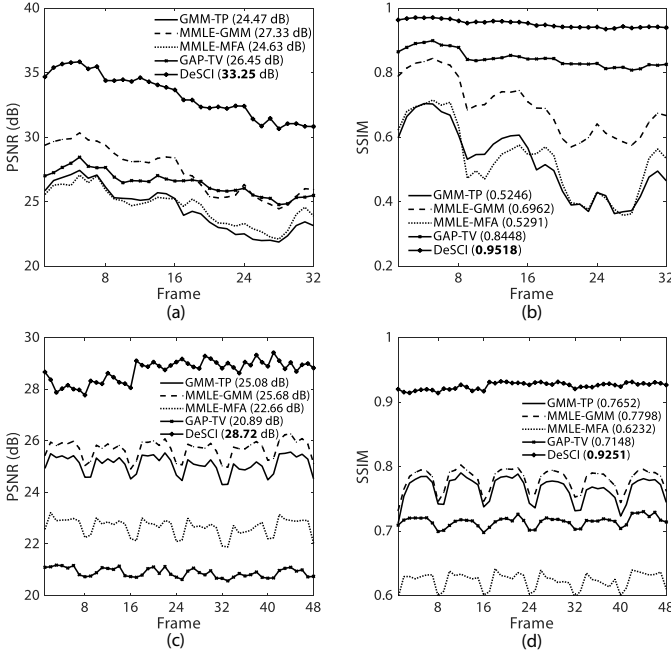 40
35
30
25
20
PSNR (dB)
GMM-TP (24.47 dB)
MMLE-GMM (27.33 dB)
MMLE-MFA (24.63 dB)
GAP-TV (26.45 dB)
DeSCI (33.25 dB)
8 16 24 32
Frame
(a)
1
0.8
0.6
0.4
0.2
SSIM
GMM-TP (0.5246)
MMLE-GMM (0.6962)
MMLE-MFA (0.5291)
GAP-TV (0.8448)
DeSCI (0.9518)
8 16 24 32
Frame
(b)
30
28
26
24
22
20
PSNR (dB)
GMM-TP (25.08 dB)
MMLE-GMM (25.68 dB)
MMLE-MFA (22.66 dB)
GAP-TV (20.89 dB)
DeSCI (28.72 dB)
8 16 24 32 40 48
Frame
(c)
1
0.9
0.8
0.7
0.6
SSIM
GMM-TP (0.7652)
MMLE-GMM (0.7798)
MMLE-MFA (0.6232)
GAP-TV (0.7148)
DeSCI (0.9251)
8 16 24 32 40 48
Frame
(d)